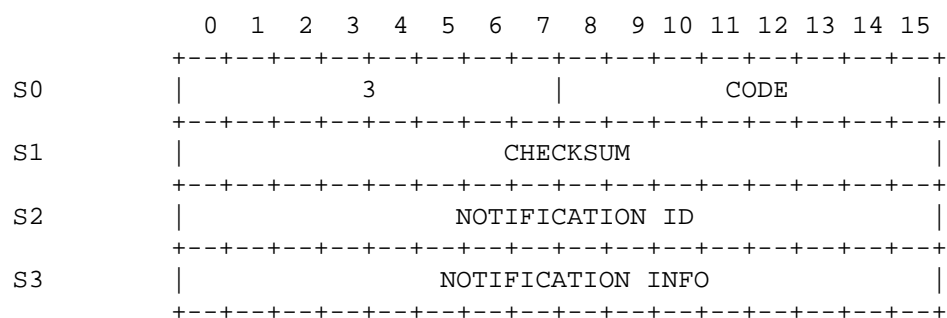 0 1 2 3 4 5 6 7 8 9 10 11 12 13 14 15
+--+--+--+--+--+--+--+--+--+--+--+--+--+--+--+--+
S0 | 3 | CODE |
+--+--+--+--+--+--+--+--+--+--+--+--+--+--+--+--+
S1 | CHECKSUM |
+--+--+--+--+--+--+--+--+--+--+--+--+--+--+--+--+
S2 | NOTIFICATION ID |
+--+--+--+--+--+--+--+--+--+--+--+--+--+--+--+--+
S3 | NOTIFICATION INFO |
+--+--+--+--+--+--+--+--+--+--+--+--+--+--+--+--+